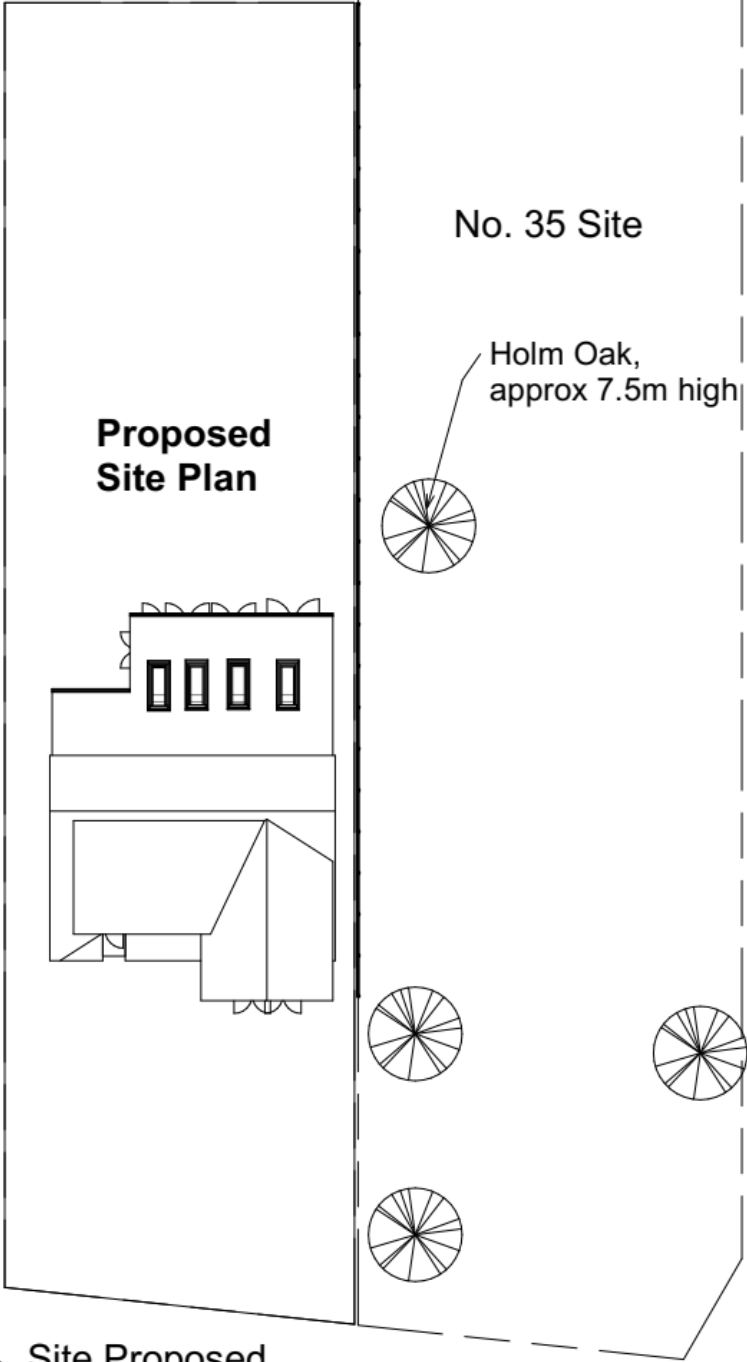 No. 35 Site
Holm Oak,
approx 7.5m high
Proposed
Site Plan
Site Proposed